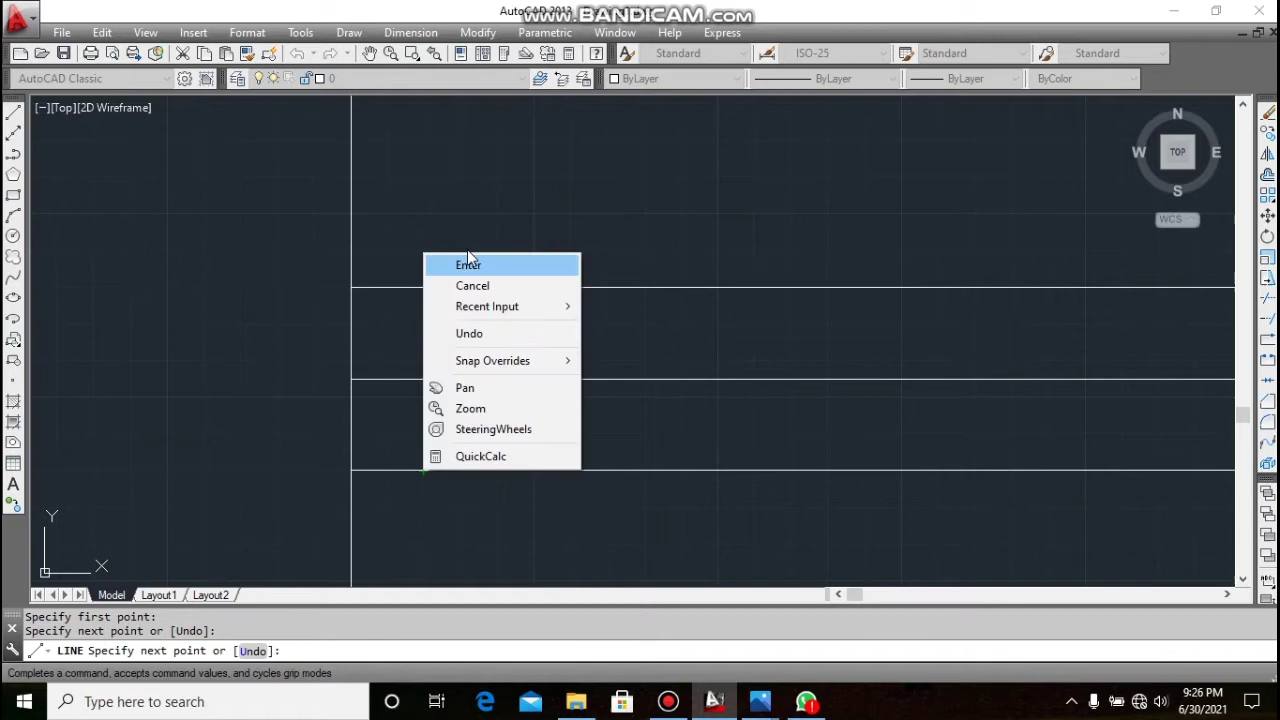 AutoCAD 2013
www.BANDICAM.com
File Edit View Insert Format Tools Draw Dimension Modify Parametric Window Help Express
Standard ISO-25 Standard Standard
AutoCAD Classic 0 ByLayer ByLayer ByLayer ByColor
[−][Top][2D Wireframe]
N
W TOP E
S
WCS
Enter
Cancel
Recent Input
Undo
Snap Overrides
Pan
Zoom
SteeringWheels
QuickCalc
Y
X
Model Layout1 Layout2
Specify first point:
Specify next point or [Undo]:
LINE Specify next point or [Undo]:
Completes a command, accepts command values, and cycles grip modes
Type here to search
9:26 PM
6/30/2021